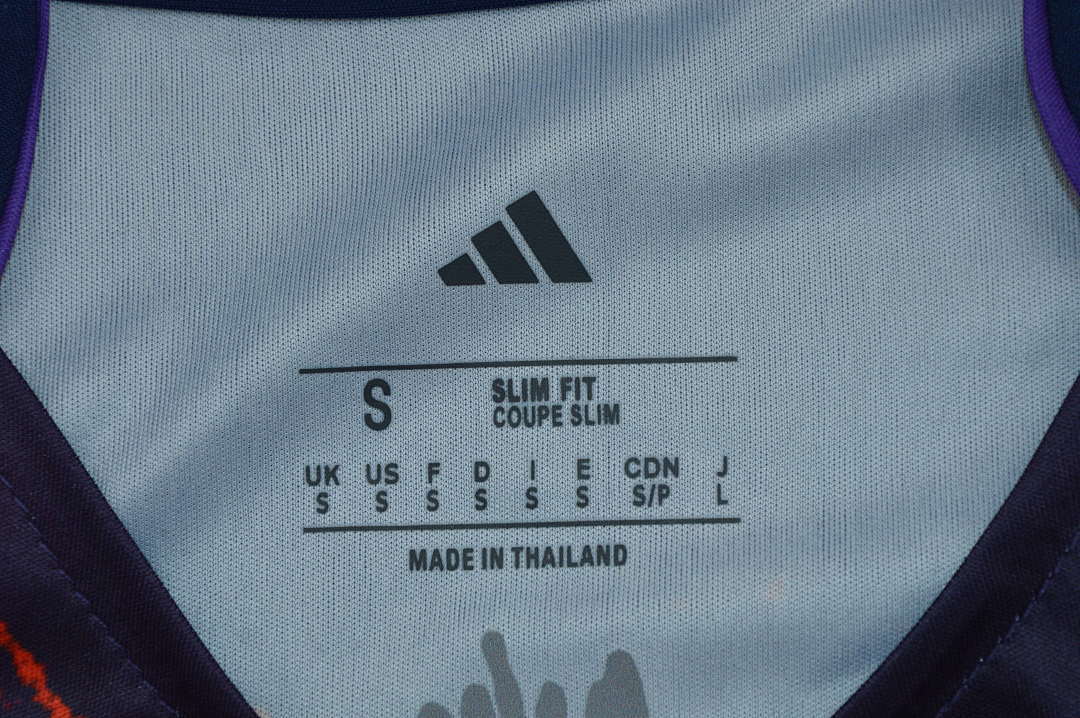 S SLIM FIT
COUPE SLIM
UK US F D I E CDN J
S S S S S S S/P L
MADE IN THAILAND